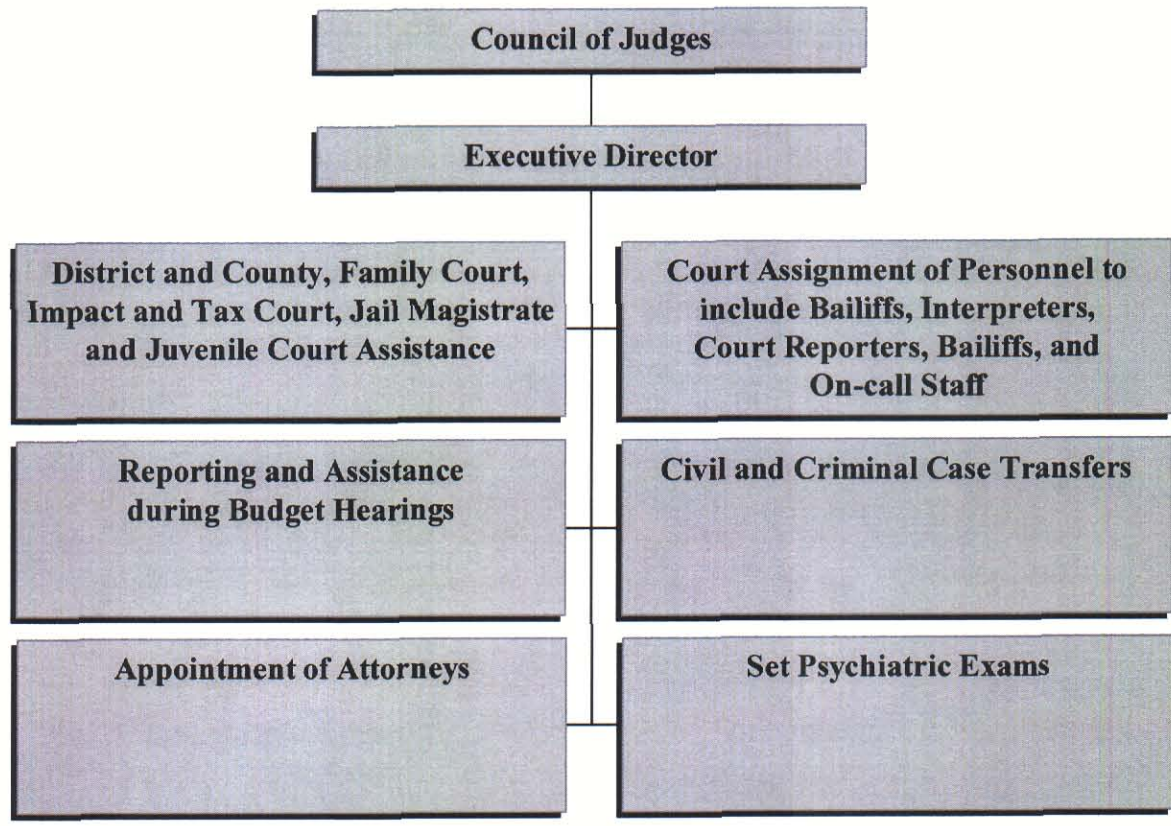 Council of Judges
Executive Director
District and County, Family Court,
Impact and Tax Court, Jail Magistrate
and Juvenile Court Assistance
Court Assignment of Personnel to
include Bailiffs, Interpreters,
Court Reporters, Bailiffs, and
On-call Staff
Reporting and Assistance
during Budget Hearings
Civil and Criminal Case Transfers
Appointment of Attorneys
Set Psychiatric Exams